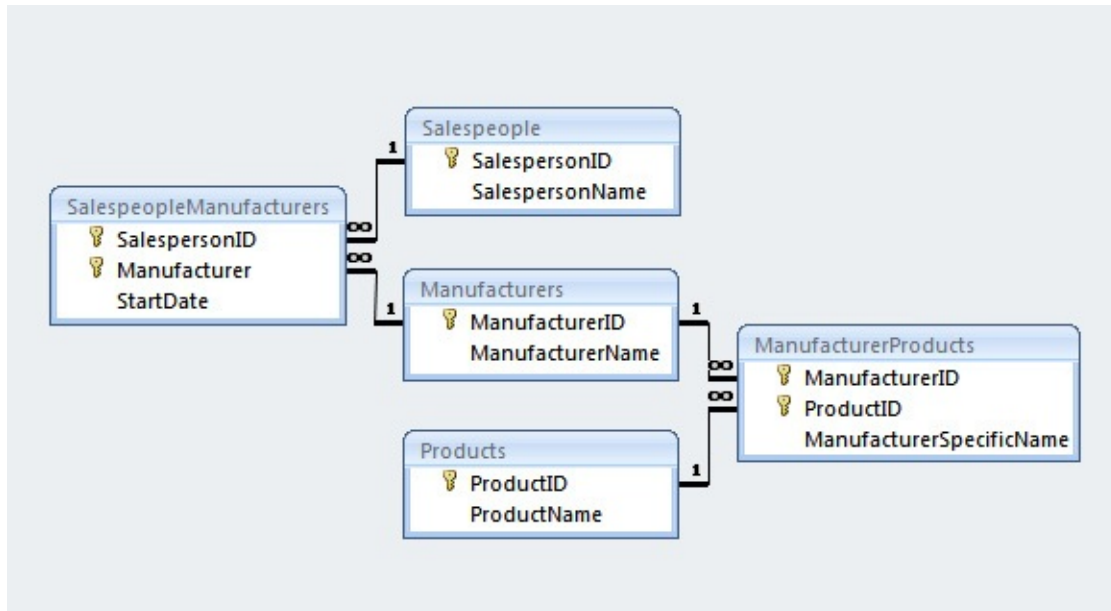 Salespeople
SalespersonID
SalespersonName
1
SalespeopleManufacturers
SalespersonID
Manufacturer
StartDate
∞
∞
1
Manufacturers
ManufacturerID
ManufacturerName
1
ManufacturerProducts
ManufacturerID
ProductID
ManufacturerSpecificName
∞
∞
Products
ProductID
ProductName
1